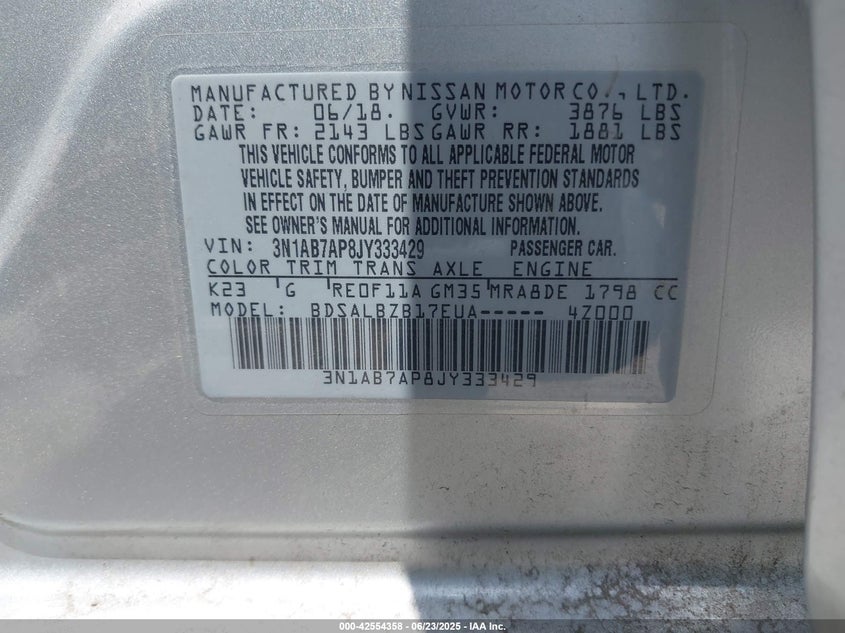 MANUFACTURED BY NISSAN MOTOR CO., LTD.
DATE: 06/18. GVWR: 3876 LBS
GAWR FR: 2143 LBS GAWR RR: 1881 LBS
THIS VEHICLE CONFORMS TO ALL APPLICABLE FEDERAL MOTOR
VEHICLE SAFETY, BUMPER AND THEFT PREVENTION STANDARDS
IN EFFECT ON THE DATE OF MANUFACTURE SHOWN ABOVE.
SEE OWNER'S MANUAL FOR ADDITIONAL INFORMATION.
VIN: 3N1AB7AP8JY333429 PASSENGER CAR.
COLOR TRIM TRANS AXLE ENGINE
K23 G RE0F11A GM35 MRA8DE 1798 CC
MODEL: BDSALBZB17EUA----- 4Z000
3N1AB7AP8JY333429
000-42554358 - 06/23/2025 - IAA Inc.